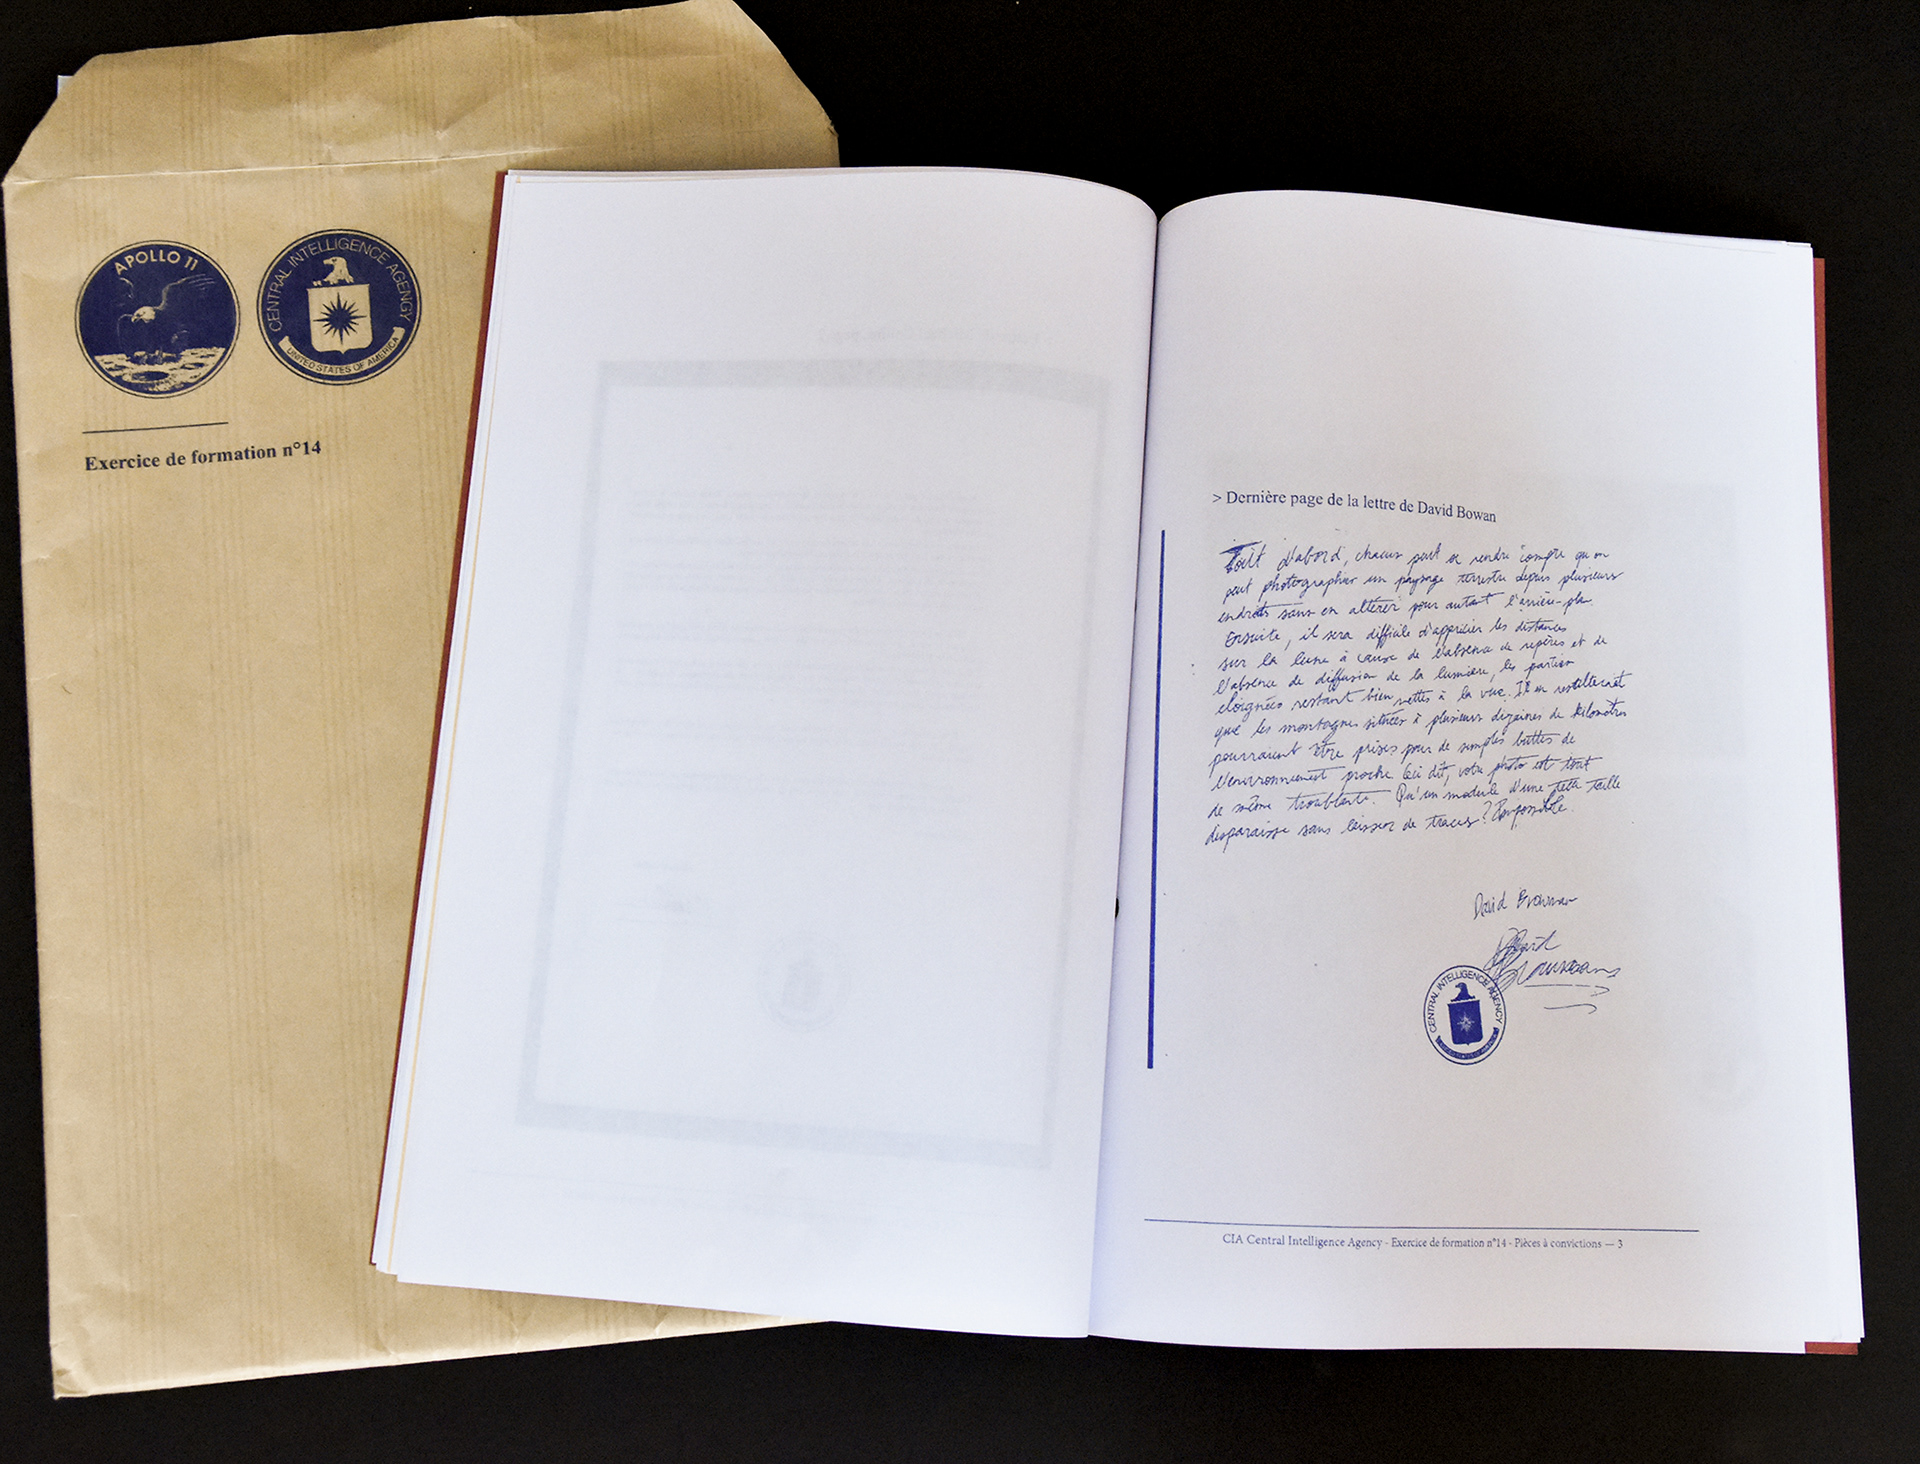 APOLLO 11
CENTRAL INTELLIGENCE AGENCY
UNITED STATES OF AMERICA
Exercice de formation n°14
> Dernière page de la lettre de David Bowan
Tout d'abord, chacun peut se rendre compte qu'on
peut photographier un paysage terrestre depuis plusieurs
endroits sans en altérer pour autant l'arrière-plan.
Ensuite, il sera difficile d'apprécier les distances
sur la lune à cause de l'absence de repères et de
l'absence de diffusion de la lumière, les parties
éloignées restant bien nettes à la vue. Il en
que les montagnes situées à plusieurs dizaines de kilomètres
pourraient être prises pour de simples buttes de
l'environnement proche. Ceci dit, votre photo est tout
de même troublante. Qu'un module d'une telle taille
disparaisse sans laisser de traces ? Impossible.
David Bowman
David
CENTRAL INTELLIGENCE AGENCY
CIA Central Intelligence Agency - Exercice de formation n°14 - Pièces à convictions — 3